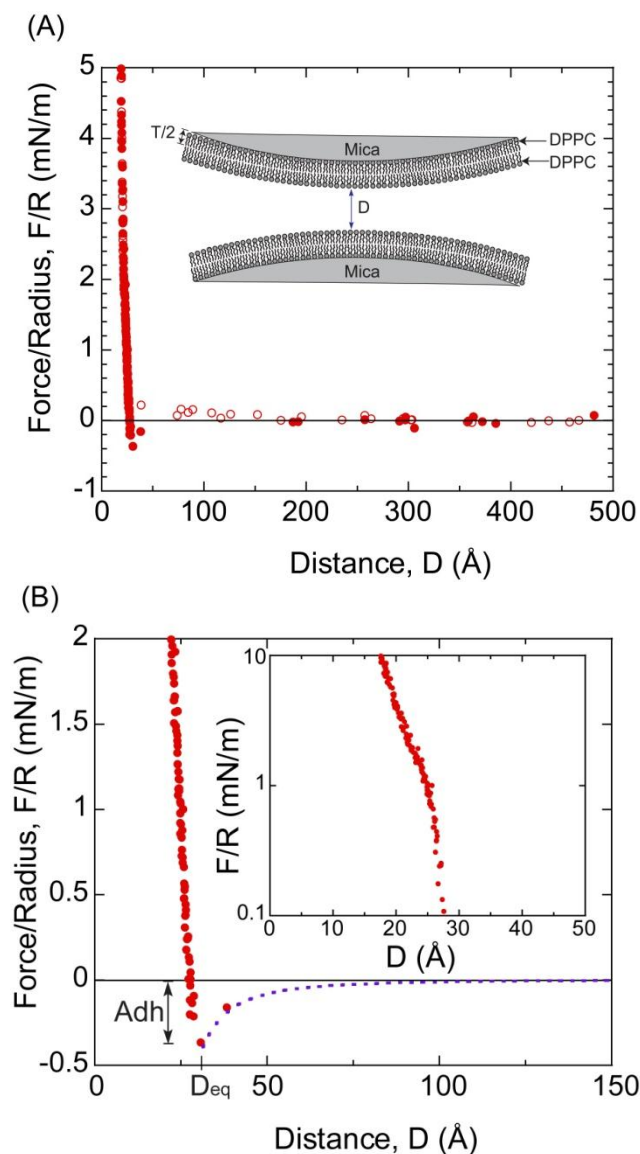 (A)
5
4
3
2
1
0
-1
Force/Radius, F/R (mN/m)
T/2
Mica
DPPC
DPPC
D
Mica
0 100 200 300 400 500
Distance, D (Å)
(B)
2
1.5
1
0.5
0
-0.5
Force/Radius, F/R (mN/m)
10
1
0.1
F/R (mN/m)
0 10 20 30 40 50
D (Å)
Adh
0 Deq 50 100 150
Distance, D (Å)